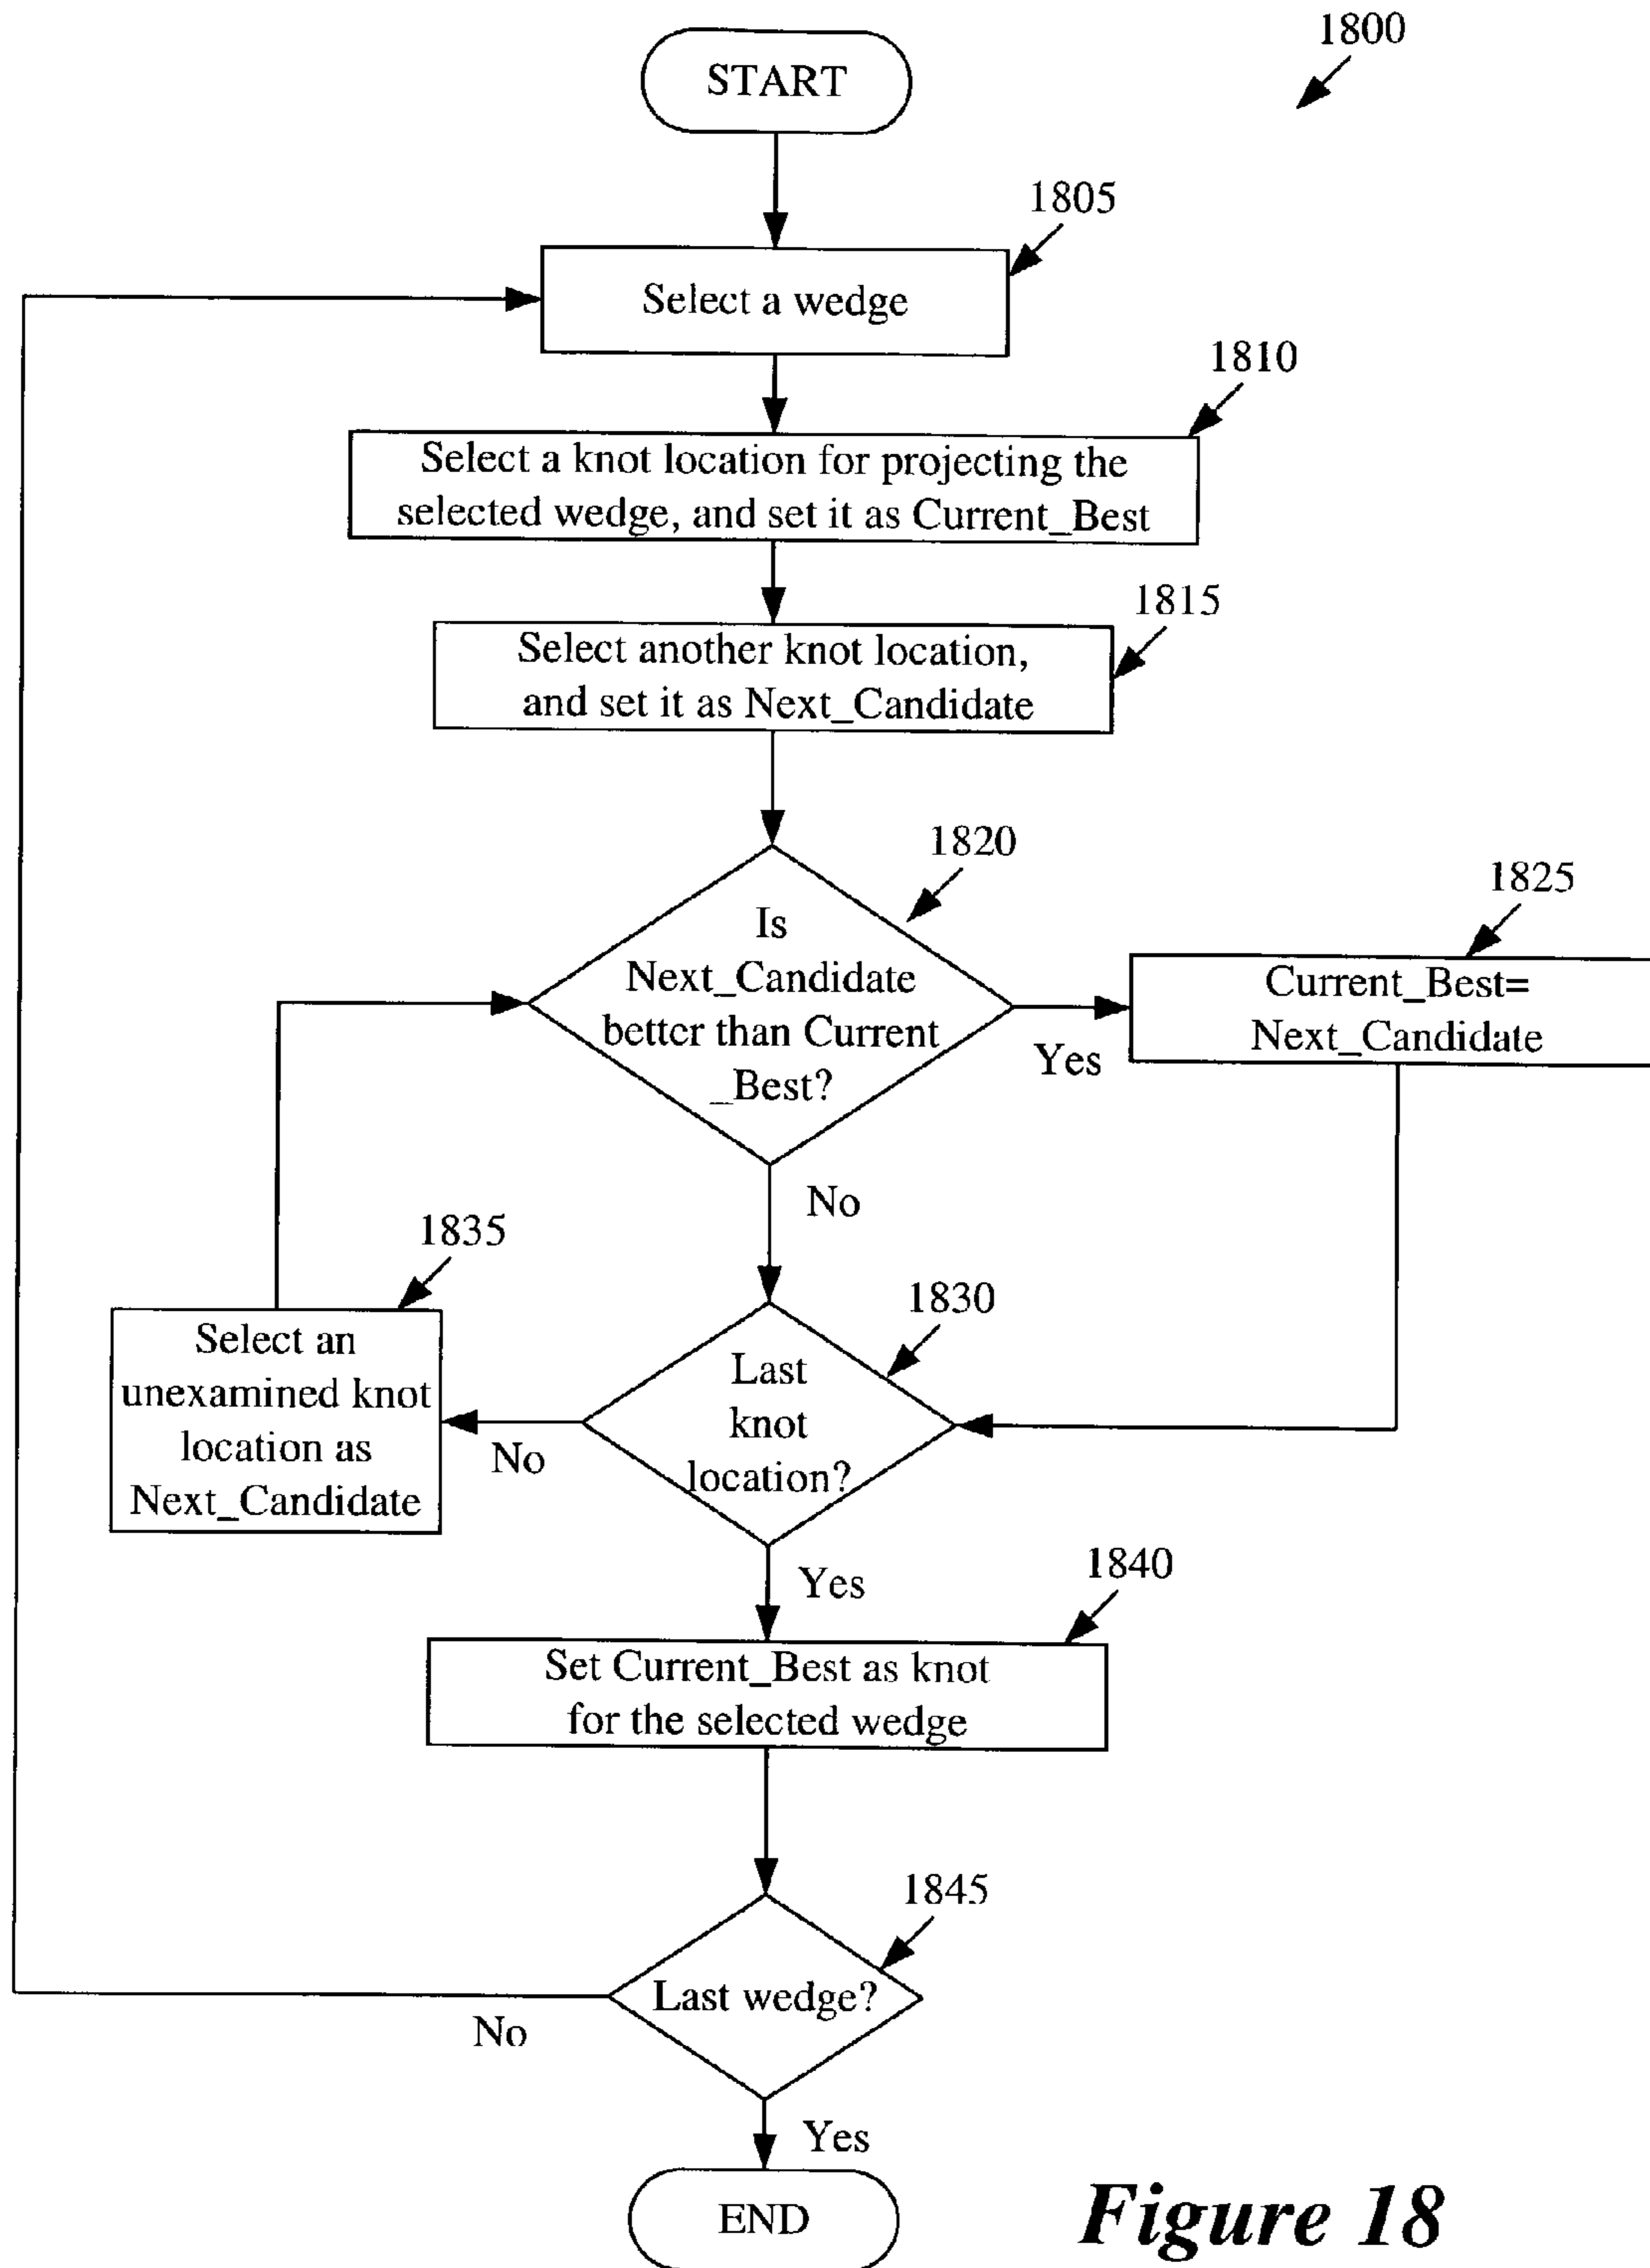 1800
START
1805
Select a wedge
1810
Select a knot location for projecting the
selected wedge, and set it as Current_Best
1815
Select another knot location,
and set it as Next_Candidate
1820
Is
Next_Candidate
better than Current
_Best?
Yes
1825
Current_Best=
Next_Candidate
No
1835
Select an
unexamined knot
location as
Next_Candidate
1830
Last
knot
location?
No
Yes
1840
Set Current_Best as knot
for the selected wedge
1845
Last wedge?
No
Yes
END
Figure 18